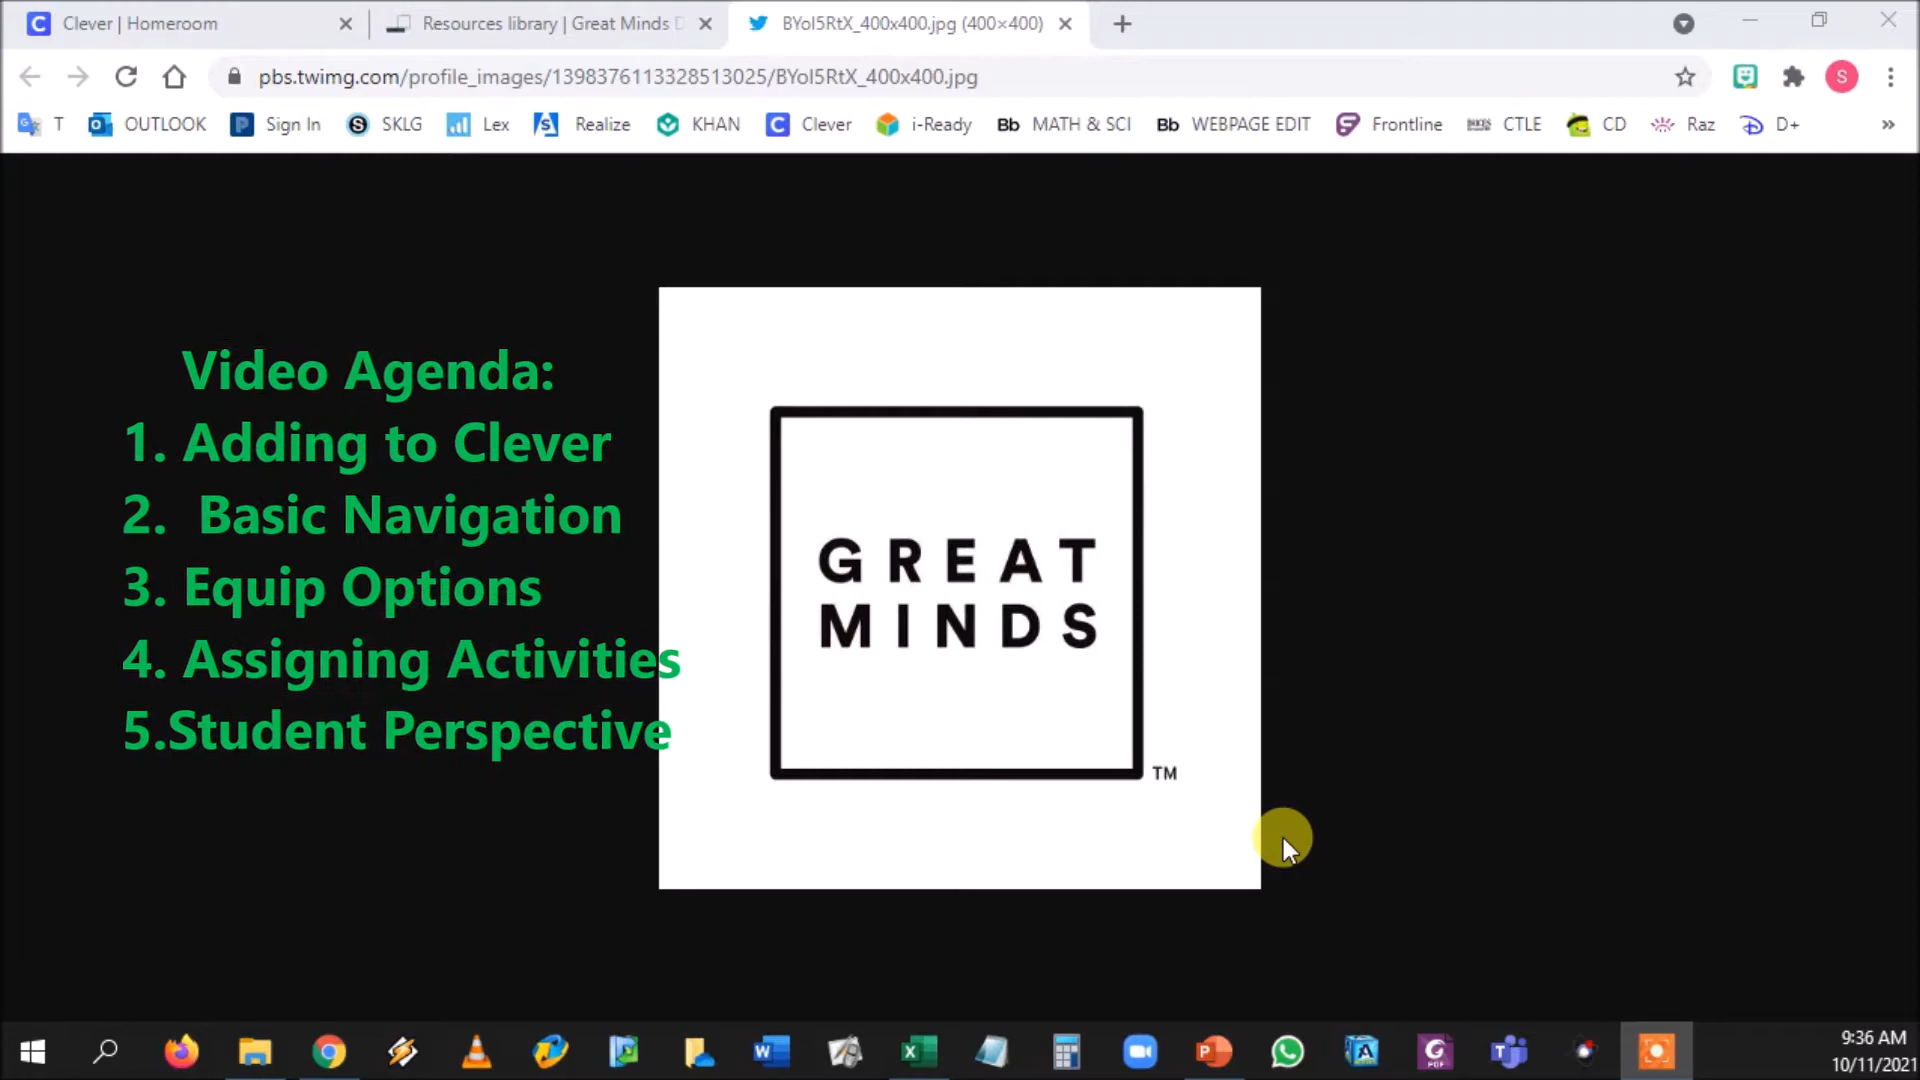 Clever | Homeroom
Resources library | Great Minds D
BYol5RtX_400x400.jpg (400×400)
pbs.twimg.com/profile_images/1398376113328513025/BYol5RtX_400x400.jpg
S
T OUTLOOK Sign In SKLG Lex Realize KHAN Clever i-Ready Bb MATH & SCI Bb WEBPAGE EDIT Frontline CTLE CD Raz D+ »
Video Agenda:
1. Adding to Clever
2. Basic Navigation
3. Equip Options
4. Assigning Activities
5.Student Perspective
GREAT
MINDS
TM
9:36 AM
10/11/2021